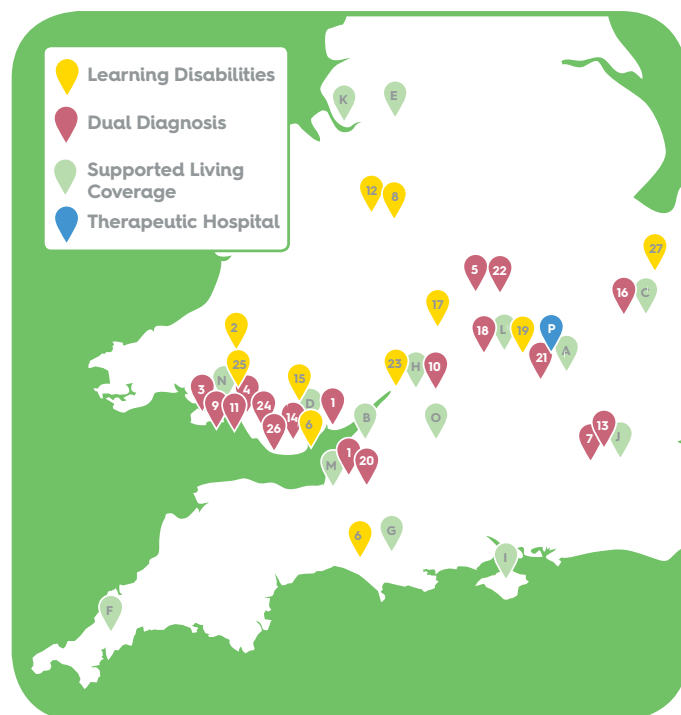 Learning Disabilities
Dual Diagnosis
Supported Living
Coverage
Therapeutic Hospital
K
E
12
8
27
5
22
16
C
17
2
18
L
19
P
21
A
25
N
3
4
15
23
H
10
9
11
24
D
1
14
6
26
B
O
13
7
J
M
1
20
6
G
I
F